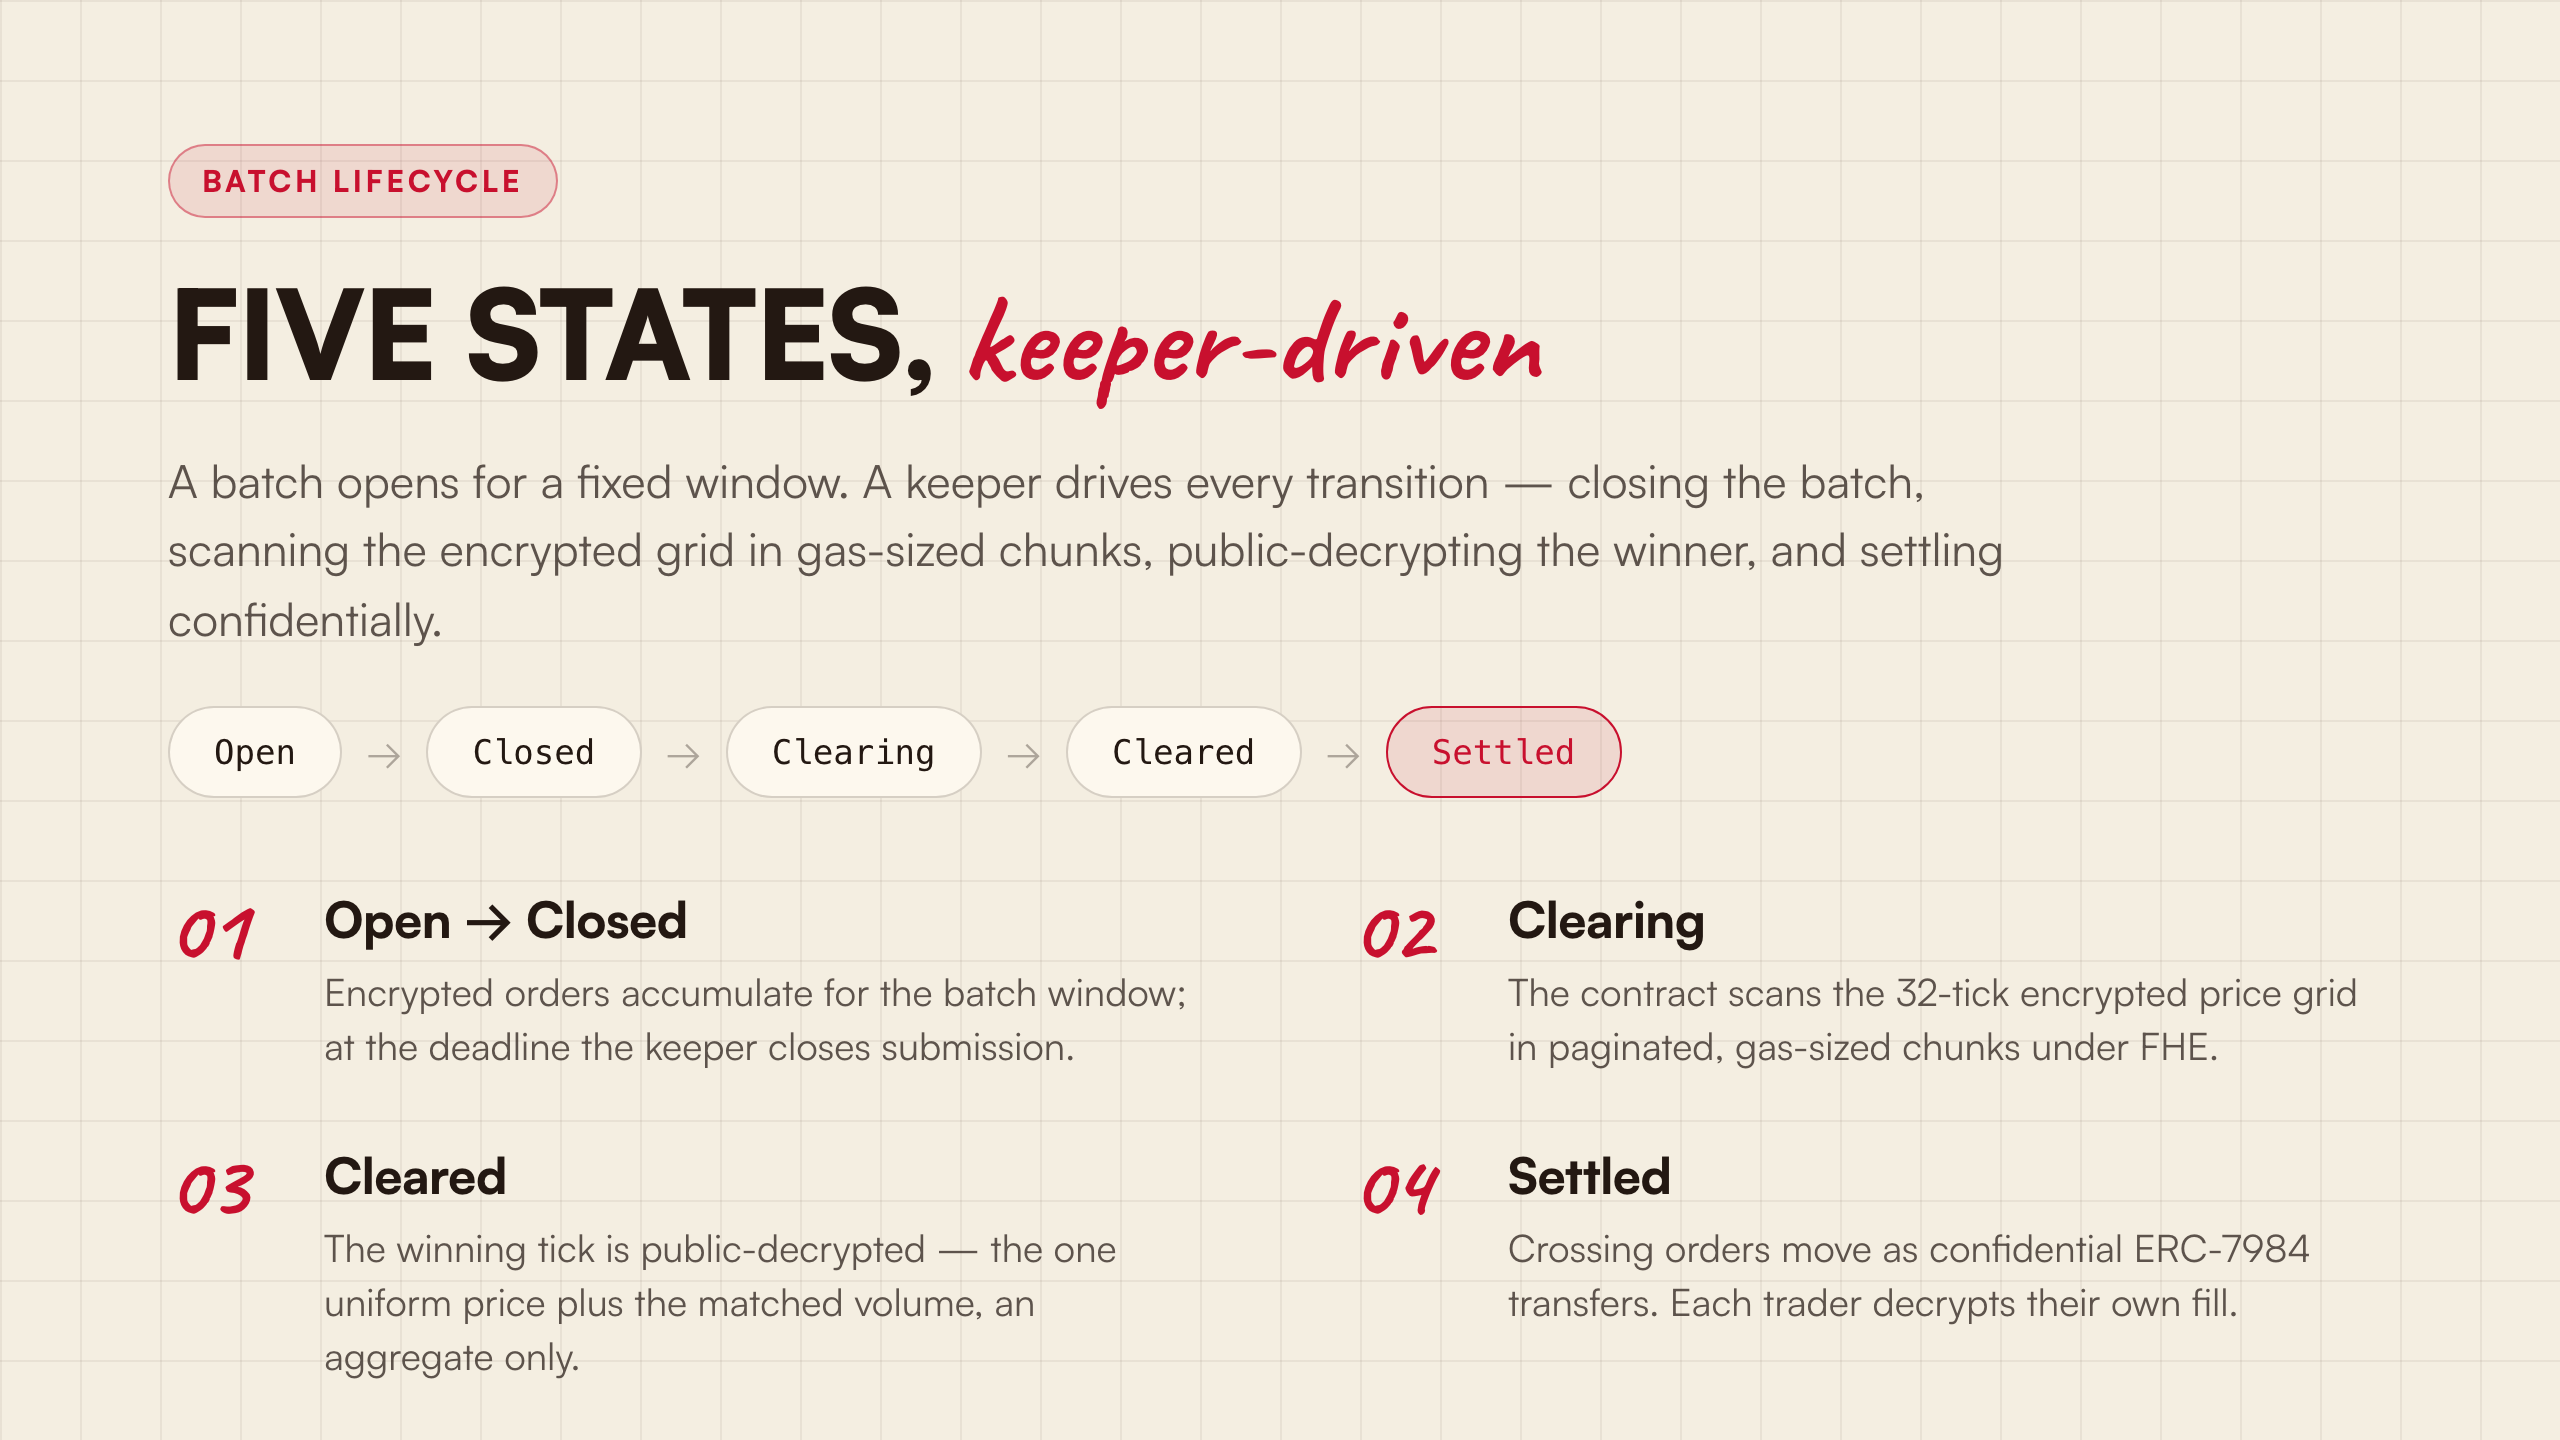 BATCH LIFECYCLE
FIVE STATES, keeper-driven
A batch opens for a fixed window. A keeper drives every transition — closing the batch,
scanning the encrypted grid in gas-sized chunks, public-decrypting the winner, and settling
confidentially.
Open → Closed → Clearing → Cleared → Settled
01 Open → Closed
Encrypted orders accumulate for the batch window;
at the deadline the keeper closes submission.
02 Clearing
The contract scans the 32-tick encrypted price grid
in paginated, gas-sized chunks under FHE.
03 Cleared
The winning tick is public-decrypted — the one
uniform price plus the matched volume, an
aggregate only.
04 Settled
Crossing orders move as confidential ERC-7984
transfers. Each trader decrypts their own fill.